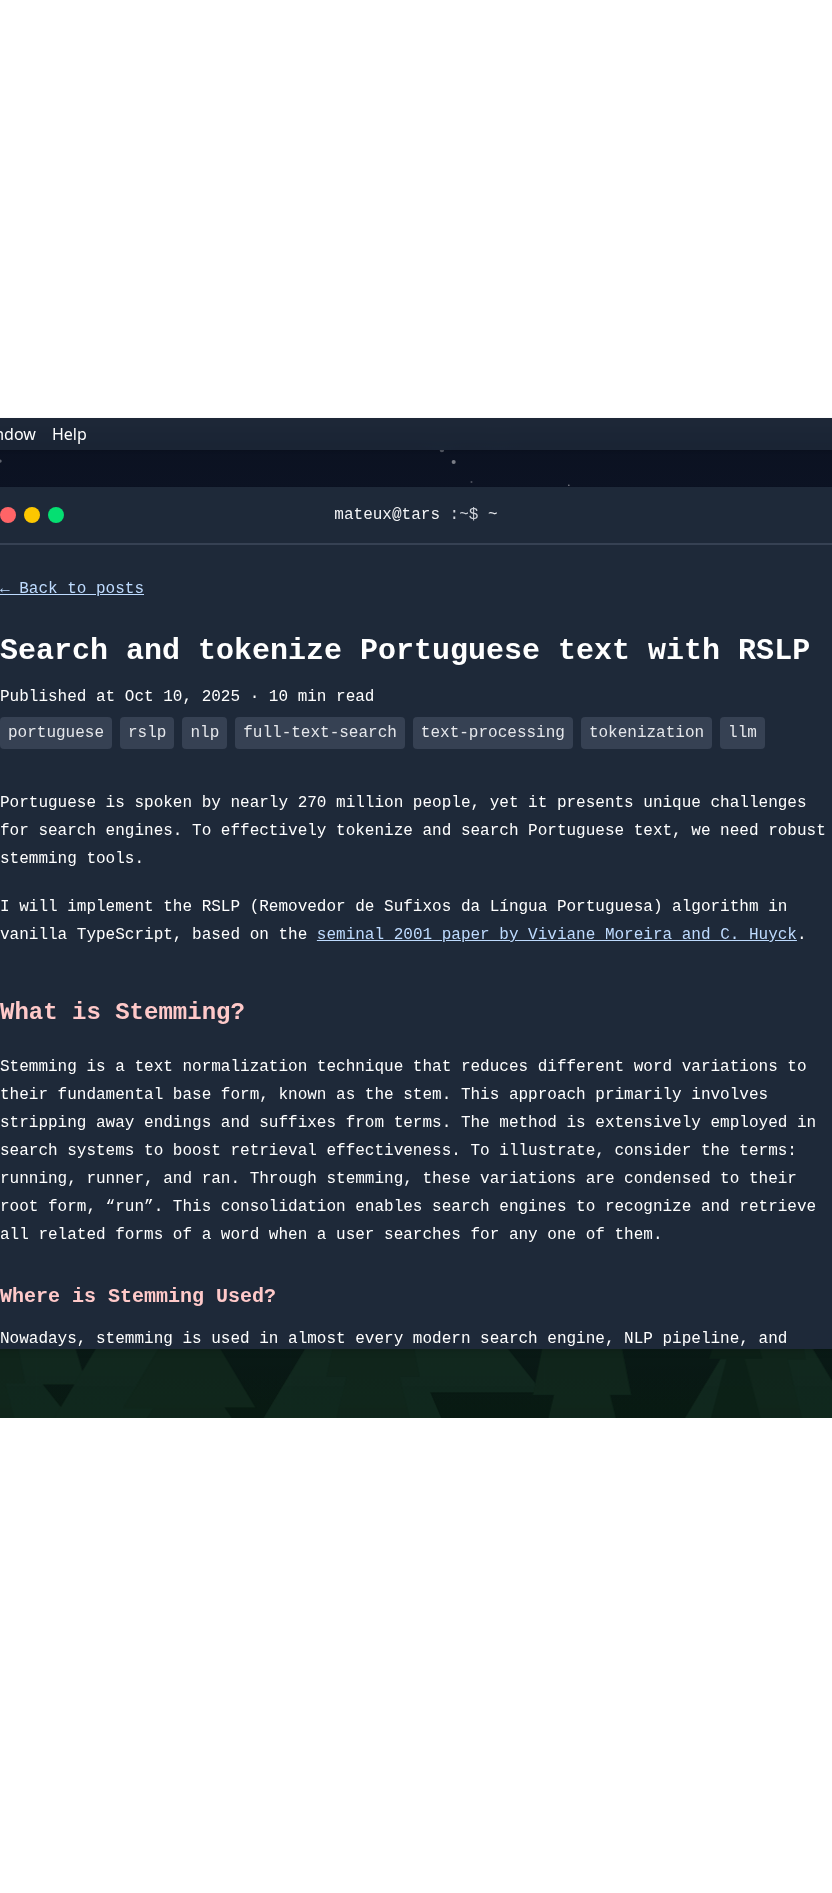 Help
mateux@tars :~$ ~
← Back to posts
Search and tokenize Portuguese text with RSLP
Published at Oct 10, 2025 · 10 min read
portuguese rslp nlp full-text-search text-processing tokenization llm
Portuguese is spoken by nearly 270 million people, yet it presents unique challenges
for search engines. To effectively tokenize and search Portuguese text, we need robust
stemming tools.
I will implement the RSLP (Removedor de Sufixos da Língua Portuguesa) algorithm in
vanilla TypeScript, based on the seminal 2001 paper by Viviane Moreira and C. Huyck.
What is Stemming?
Stemming is a text normalization technique that reduces different word variations to
their fundamental base form, known as the stem. This approach primarily involves
stripping away endings and suffixes from terms. The method is extensively employed in
search systems to boost retrieval effectiveness. To illustrate, consider the terms:
running, runner, and ran. Through stemming, these variations are condensed to their
root form, “run”. This consolidation enables search engines to recognize and retrieve
all related forms of a word when a user searches for any one of them.
Where is Stemming Used?
Nowadays, stemming is used in almost every modern search engine, NLP pipeline, and